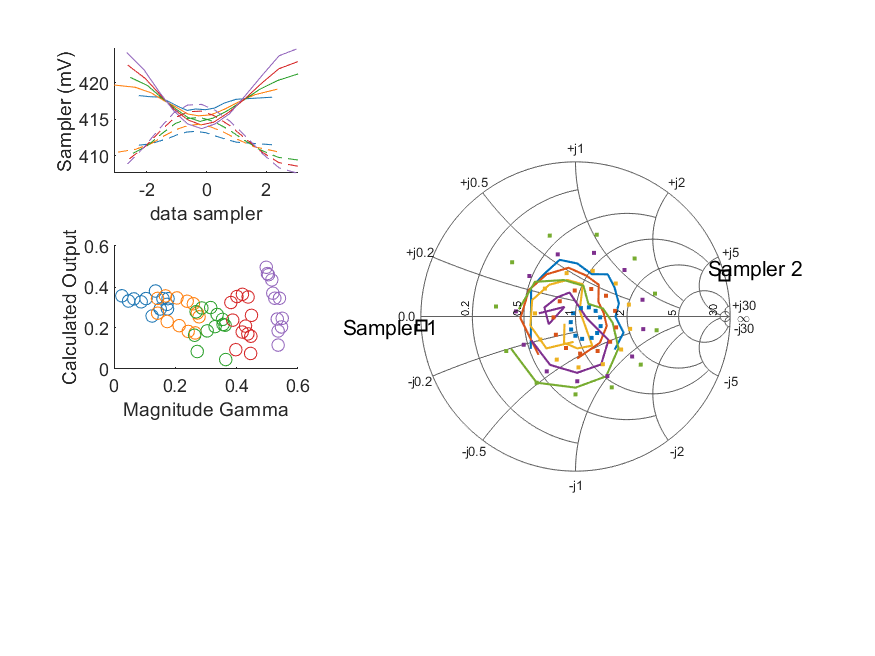 Sampler (mV)
420
415
410
-2
0
2
data sampler
Calculated Output
0.6
0.4
0.2
0
0
0.2
0.4
0.6
Magnitude Gamma
+j1
+j0.5
+j2
+j0.2
+j5
Sampler 2
+j30
0.0
0.2
0.5
1
2
5
30
∞
-j30
Sampler 1
-j0.2
-j5
-j0.5
-j2
-j1